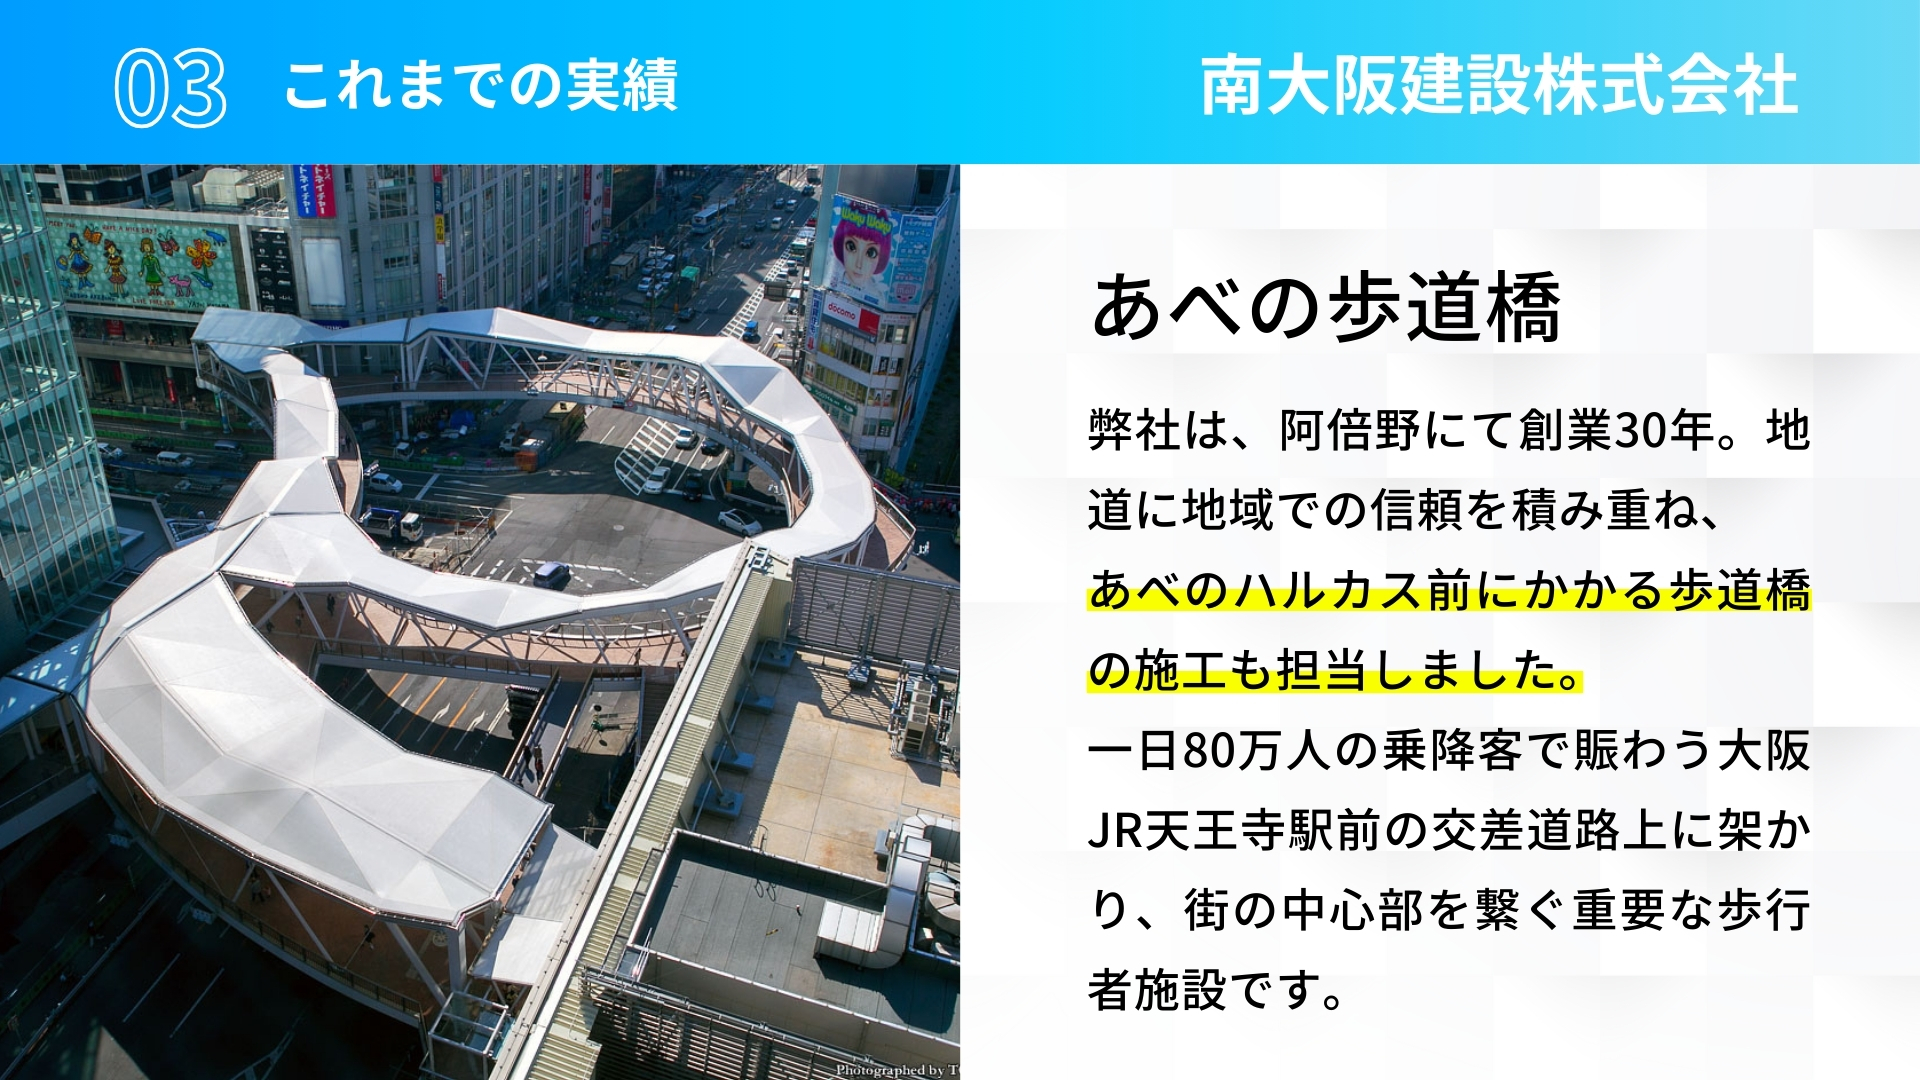 03 これまでの実績
南大阪建設株式会社
Waky Waky
döcomo
あべの歩道橋
弊社は、阿倍野にて創業30年。地
道に地域での信頼を積み重ね、
あべのハルカス前にかかる歩道橋
の施工も担当しました。
一日80万人の乗降客で賑わう大阪
JR天王寺駅前の交差道路上に架か
り、街の中心部を繋ぐ重要な歩行
者施設です。
Photographed by